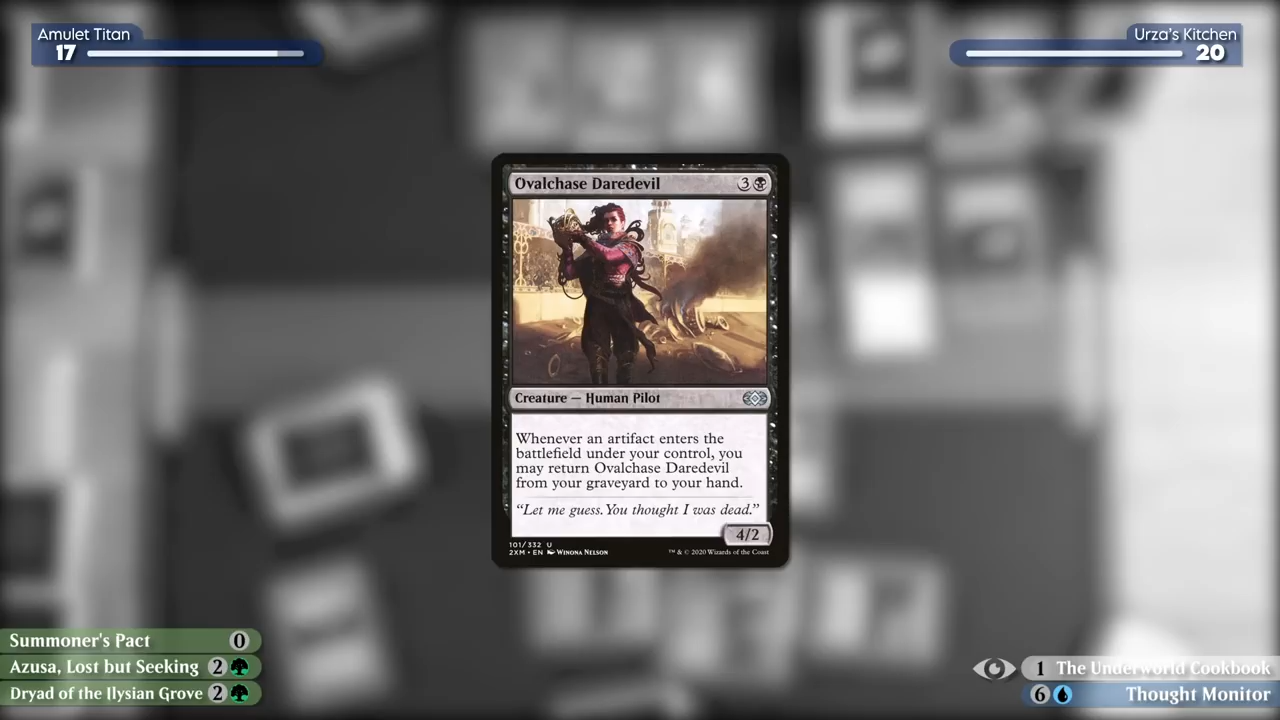 Amulet Titan
17
Urza's Kitchen
20
Ovalchase Daredevil 3
Creature — Human Pilot
Whenever an artifact enters the
battlefield under your control, you
may return Ovalchase Daredevil
from your graveyard to your hand.
“Let me guess. You thought I was dead.”
4/2
101/332 U
2XM • EN Winona Nelson
™ & © 2020 Wizards of the Coast
Summoner's Pact 0
Azusa, Lost but Seeking 2
Dryad of the Ilysian Grove 2
1 The Underworld Cookbook
6 Thought Monitor